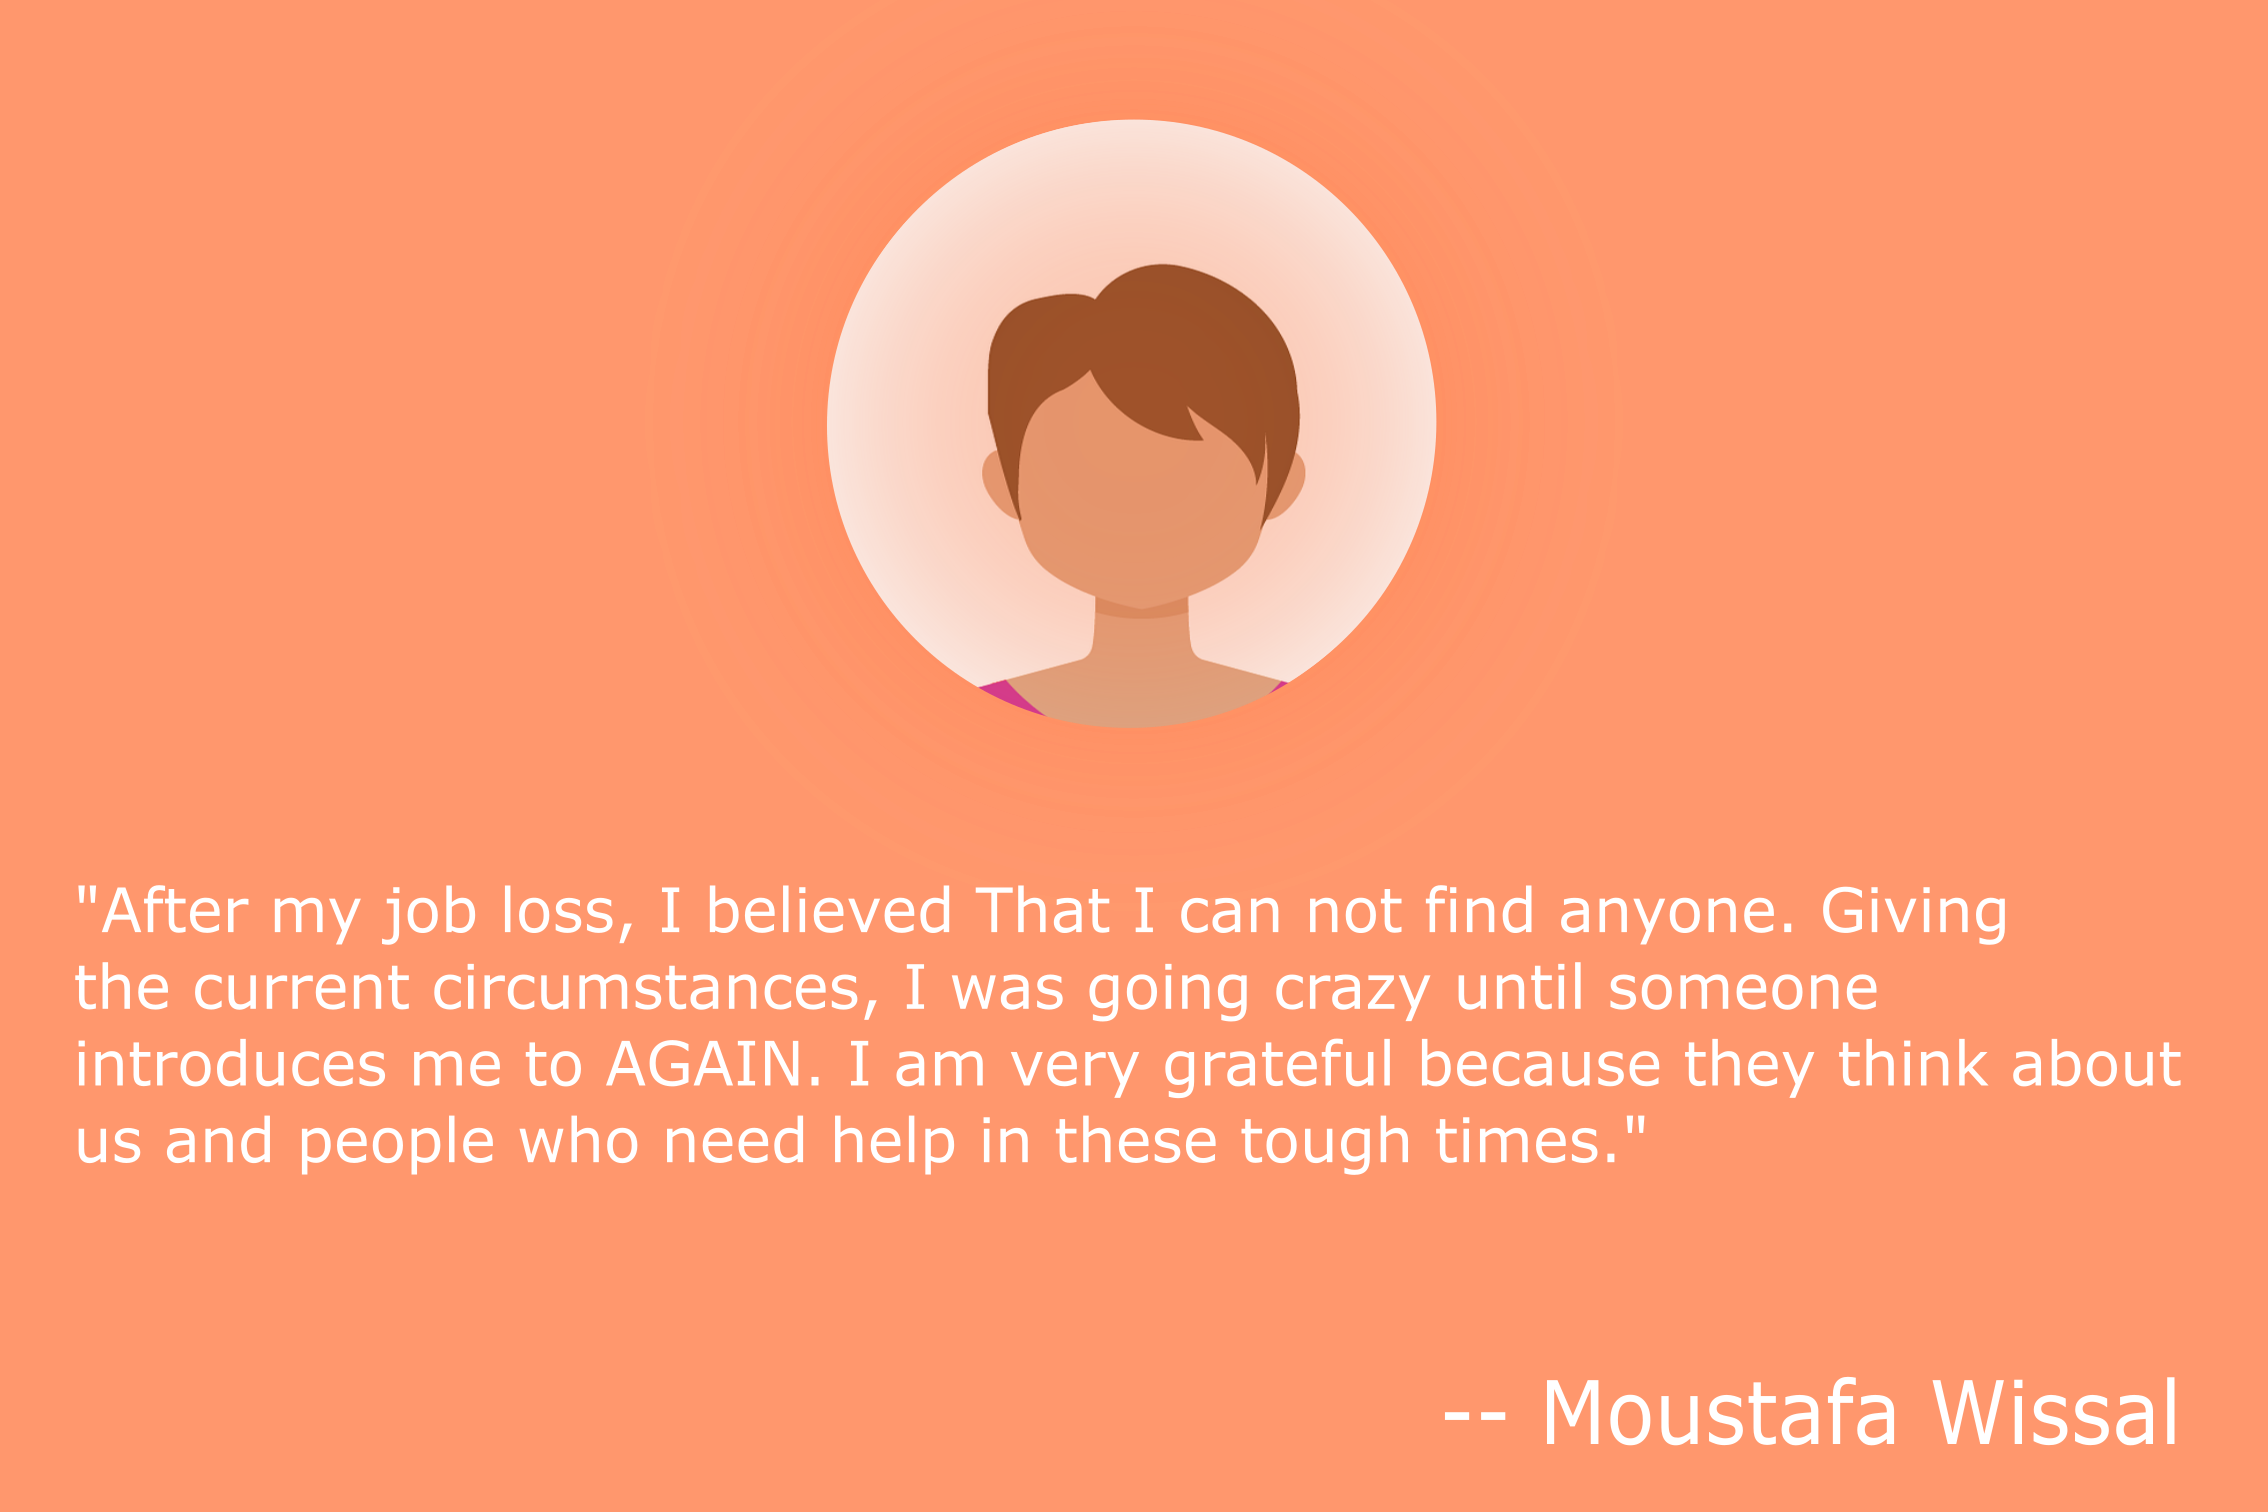 "After my job loss, I believed That I can not find anyone. Giving
the current circumstances, I was going crazy until someone
introduces me to AGAIN. I am very grateful because they think about
us and people who need help in these tough times."
-- Moustafa Wissal